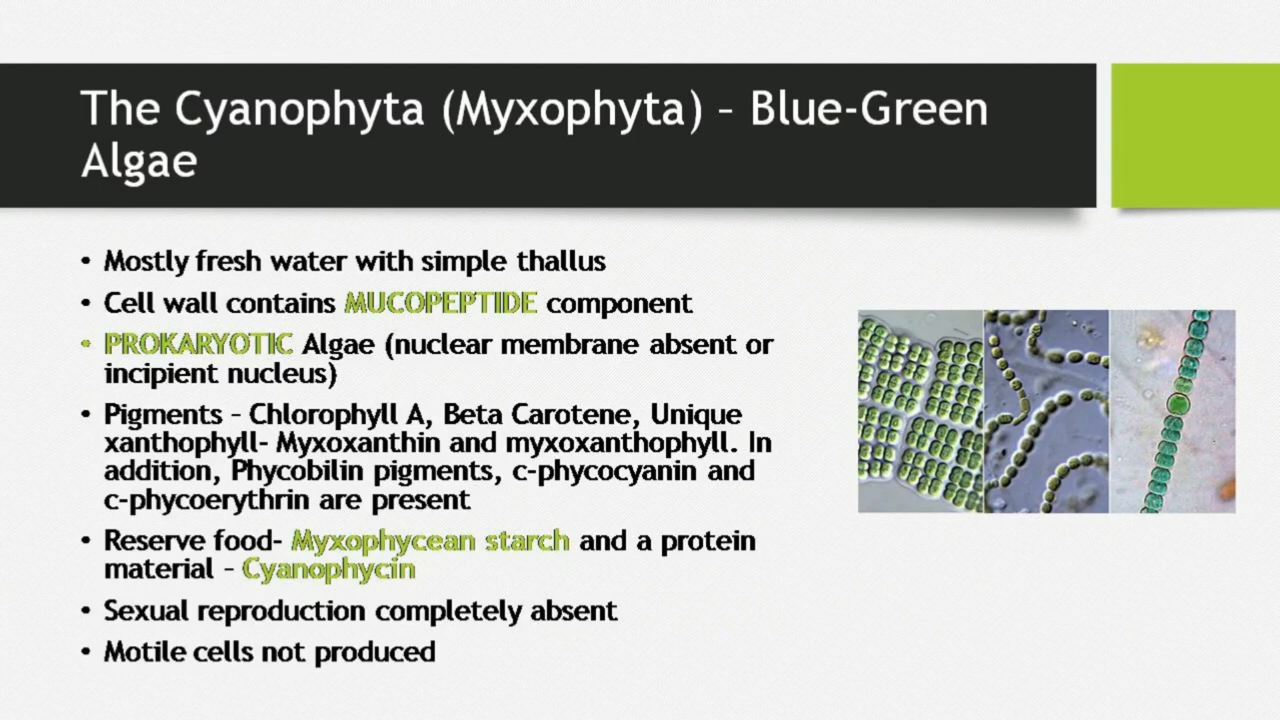 The Cyanophyta (Myxophyta) – Blue-Green
Algae
• Mostly fresh water with simple thallus
• Cell wall contains MUCOPEPTIDE component
• PROKARYOTIC Algae (nuclear membrane absent or
incipient nucleus)
• Pigments – Chlorophyll A, Beta Carotene, Unique
xanthophyll- Myxoxanthin and myxoxanthophyll. In
addition, Phycobilin pigments, c-phycocyanin and
c-phycoerythrin are present
• Reserve food- Myxophycean starch and a protein
material – Cyanophycin
• Sexual reproduction completely absent
• Motile cells not produced